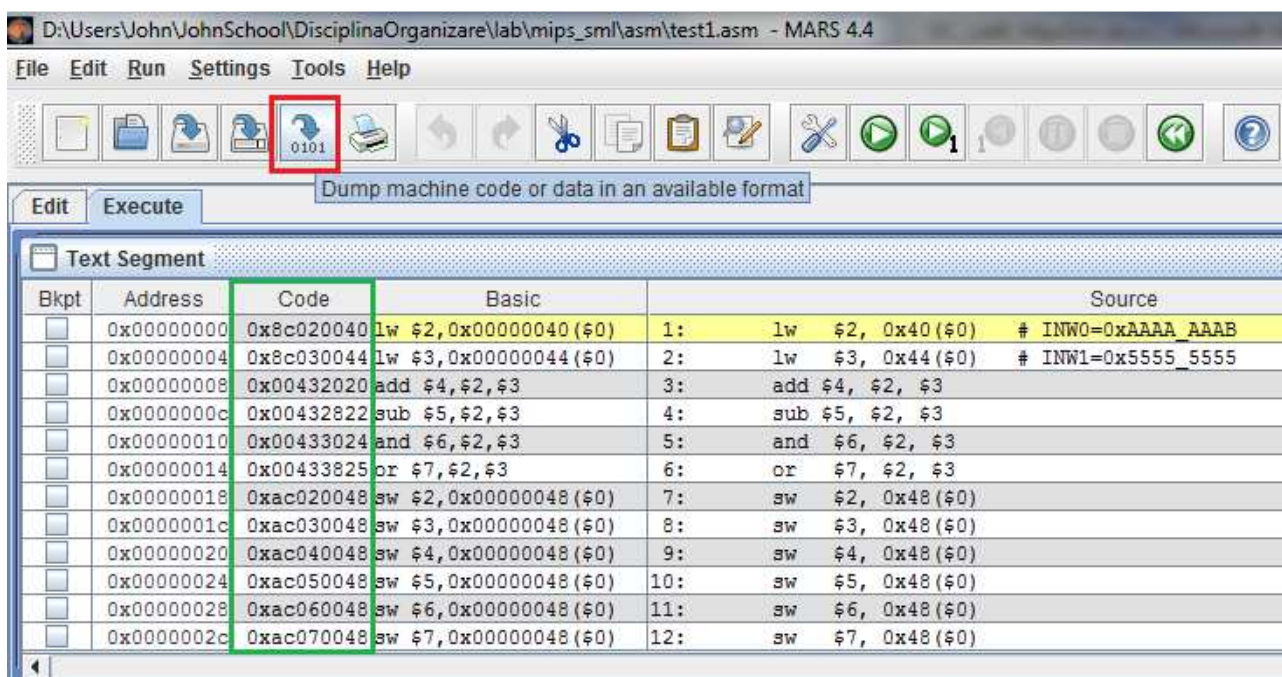 D:\Users\John\JohnSchool\DisciplinaOrganizare\lab\mips_sml\asm\test1.asm - MARS 4.4
File Edit Run Settings Tools Help
0101 1 1
Dump machine code or data in an available format
Edit Execute
Text Segment
Bkpt Address Code Basic Source
0x00000000 0x8c020040 lw $2,0x00000040($0) 1: lw $2, 0x40($0) # INW0=0xAAAA_AAAB
0x00000004 0x8c030044 lw $3,0x00000044($0) 2: lw $3, 0x44($0) # INW1=0x5555_5555
0x00000008 0x00432020 add $4,$2,$3 3: add $4, $2, $3
0x0000000c 0x00432822 sub $5,$2,$3 4: sub $5, $2, $3
0x00000010 0x00433024 and $6,$2,$3 5: and $6, $2, $3
0x00000014 0x00433825 or $7,$2,$3 6: or $7, $2, $3
0x00000018 0xac020048 sw $2,0x00000048($0) 7: sw $2, 0x48($0)
0x0000001c 0xac030048 sw $3,0x00000048($0) 8: sw $3, 0x48($0)
0x00000020 0xac040048 sw $4,0x00000048($0) 9: sw $4, 0x48($0)
0x00000024 0xac050048 sw $5,0x00000048($0) 10: sw $5, 0x48($0)
0x00000028 0xac060048 sw $6,0x00000048($0) 11: sw $6, 0x48($0)
0x0000002c 0xac070048 sw $7,0x00000048($0) 12: sw $7, 0x48($0)